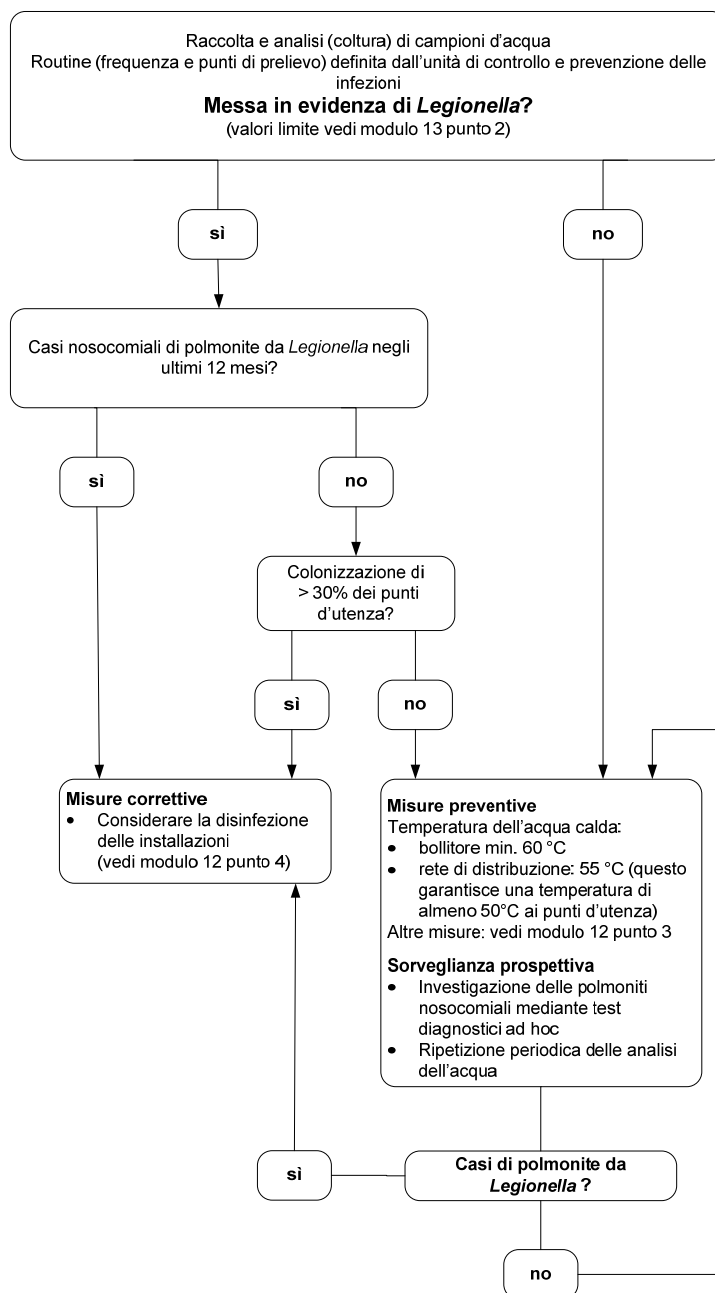 Raccolta e analisi (coltura) di campioni d'acqua
Routine (frequenza e punti di prelievo) definita dall'unità di controllo e prevenzione delle
infezioni
Messa in evidenza di Legionella?
(valori limite vedi modulo 13 punto 2)
sì
no
Casi nosocomiali di polmonite da Legionella negli
ultimi 12 mesi?
sì
no
Colonizzazione di
> 30% dei punti
d'utenza?
sì
no
Misure correttive
• Considerare la disinfezione
delle installazioni
(vedi modulo 12 punto 4)
Misure preventive
Temperatura dell'acqua calda:
• bollitore min. 60 °C
• rete di distribuzione: 55 °C (questo
garantisce una temperatura di
almeno 50°C ai punti d'utenza)
Altre misure: vedi modulo 12 punto 3
Sorveglianza prospettiva
• Investigazione delle polmoniti
nosocomiali mediante test
diagnostici ad hoc
• Ripetizione periodica delle analisi
dell'acqua
sì
Casi di polmonite da
Legionella ?
no